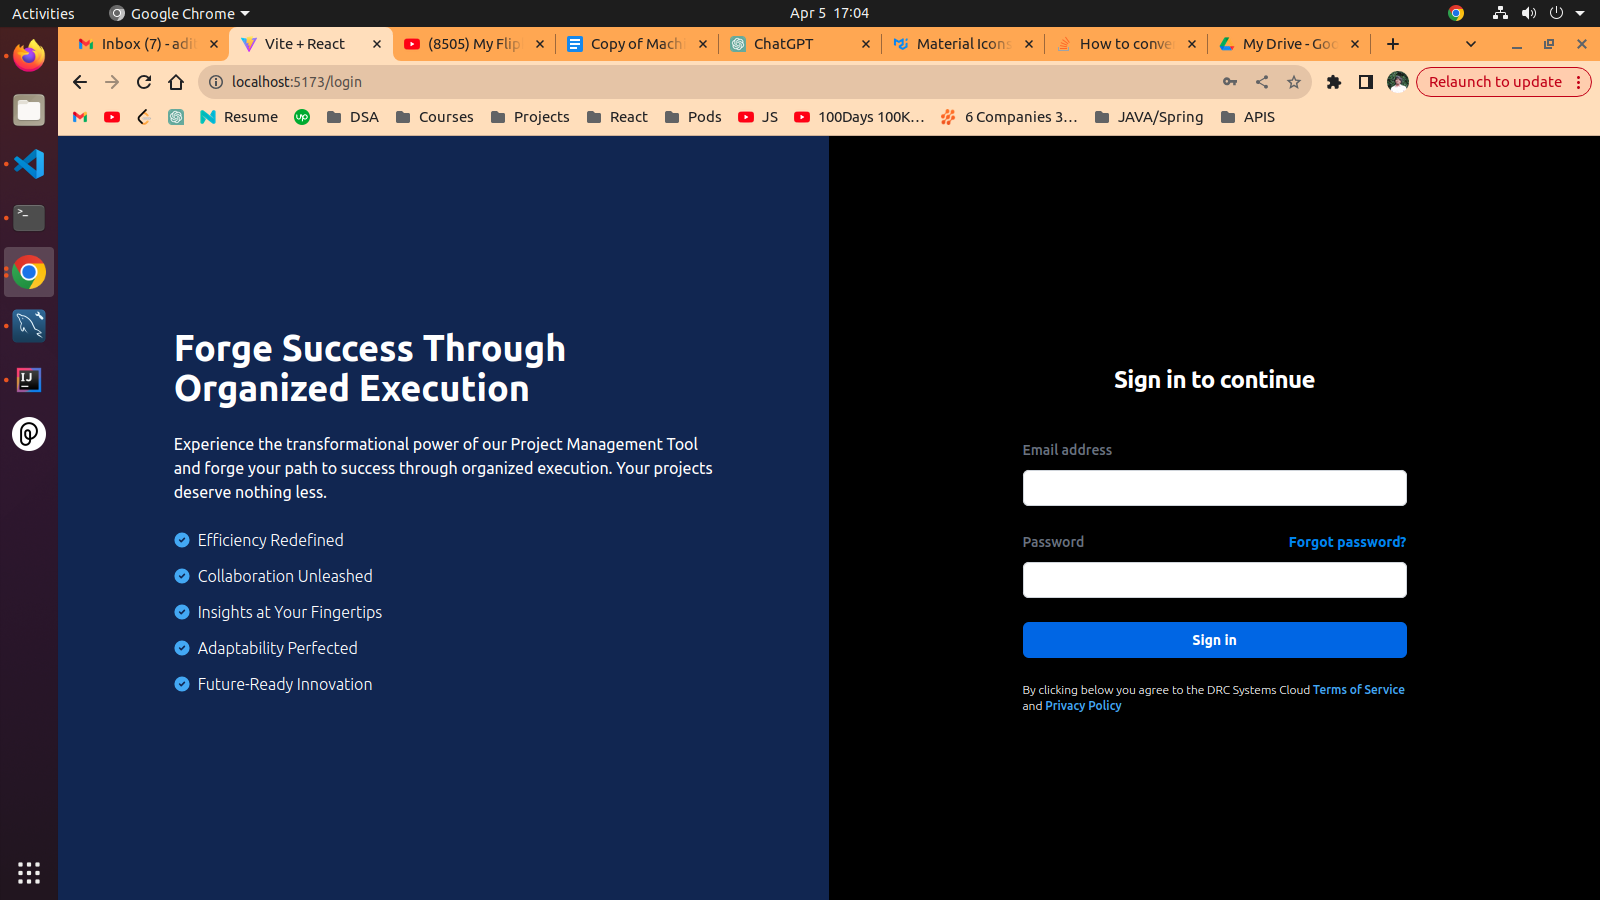 Activities
Google Chrome
Apr 5 17:04
Inbox (7) - adi
Vite + React
(8505) My Flip
Copy of Mach
ChatGPT
Material Icons
How to conve
My Drive - Goo
localhost:5173/login
Relaunch to update
Resume
up
DSA
Courses
Projects
React
Pods
JS
100Days 100K...
6 Companies 3...
JAVA/Spring
APIS
IJ
Forge Success Through
Organized Execution
Experience the transformational power of our Project Management Tool
and forge your path to success through organized execution. Your projects
deserve nothing less.
Efficiency Redefined
Collaboration Unleashed
Insights at Your Fingertips
Adaptability Perfected
Future-Ready Innovation
Sign in to continue
Email address
Password
Forgot password?
Sign in
By clicking below you agree to the DRC Systems Cloud Terms of Service
and Privacy Policy